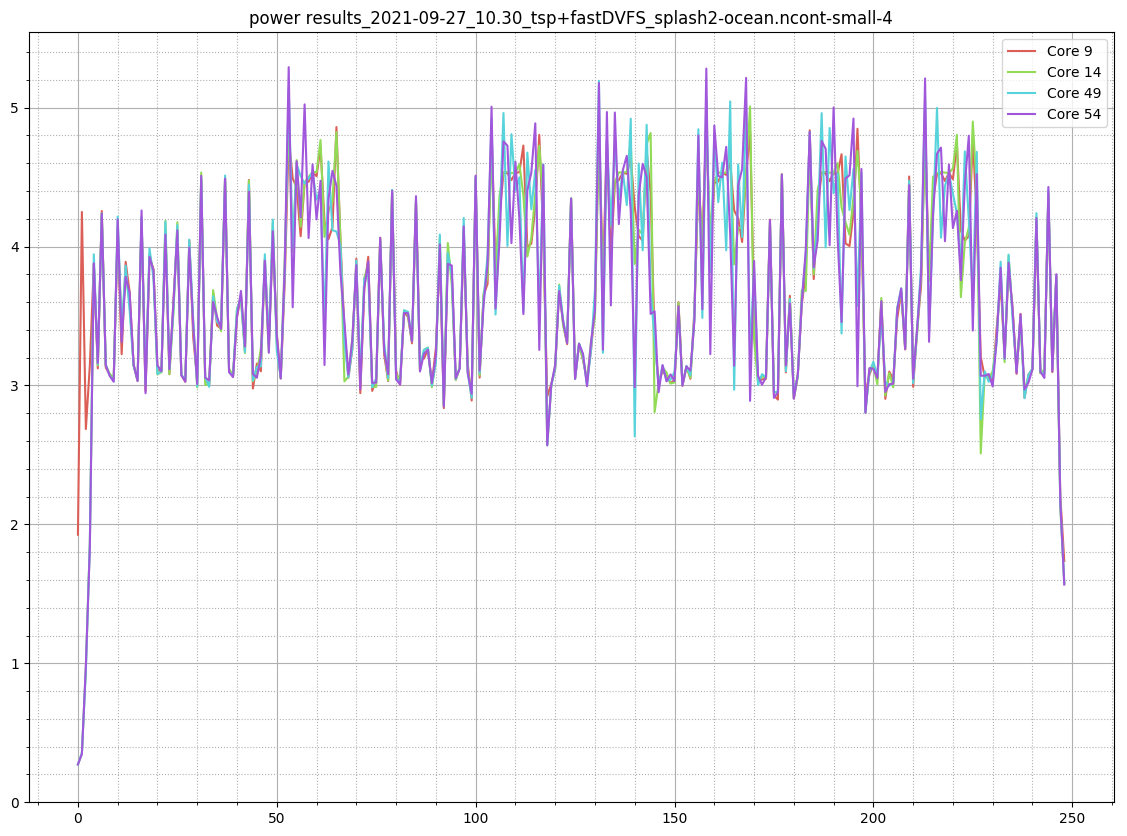 power results_2021-09-27_10.30_tsp+fastDVFS_splash2-ocean.ncont-small-4
Core 9
Core 14
Core 49
Core 54
5
4
3
2
1
0
0 50 100 150 200 250